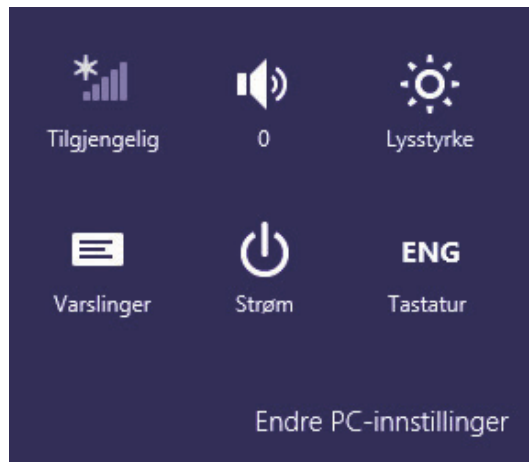 Tilgjengelig
0
Lysstyrke
Varslinger
Strøm
ENG
Tastatur
Endre PC-innstillinger